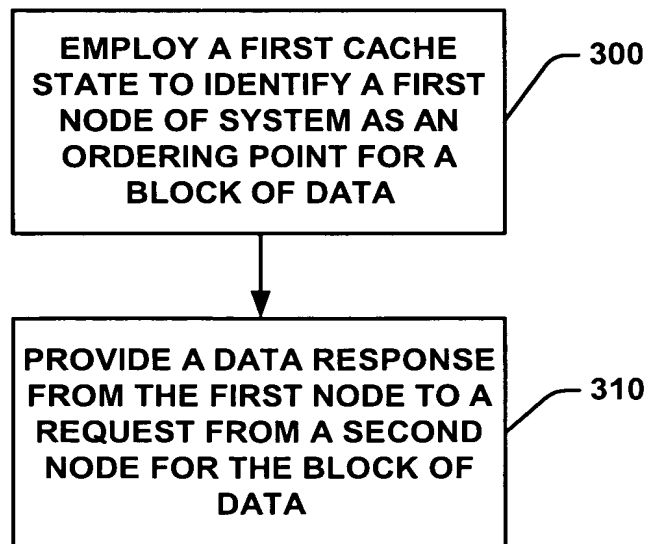 EMPLOY A FIRST CACHE
STATE TO IDENTIFY A FIRST
NODE OF SYSTEM AS AN
ORDERING POINT FOR A
BLOCK OF DATA
300
PROVIDE A DATA RESPONSE
FROM THE FIRST NODE TO A
REQUEST FROM A SECOND
NODE FOR THE BLOCK OF
DATA
310